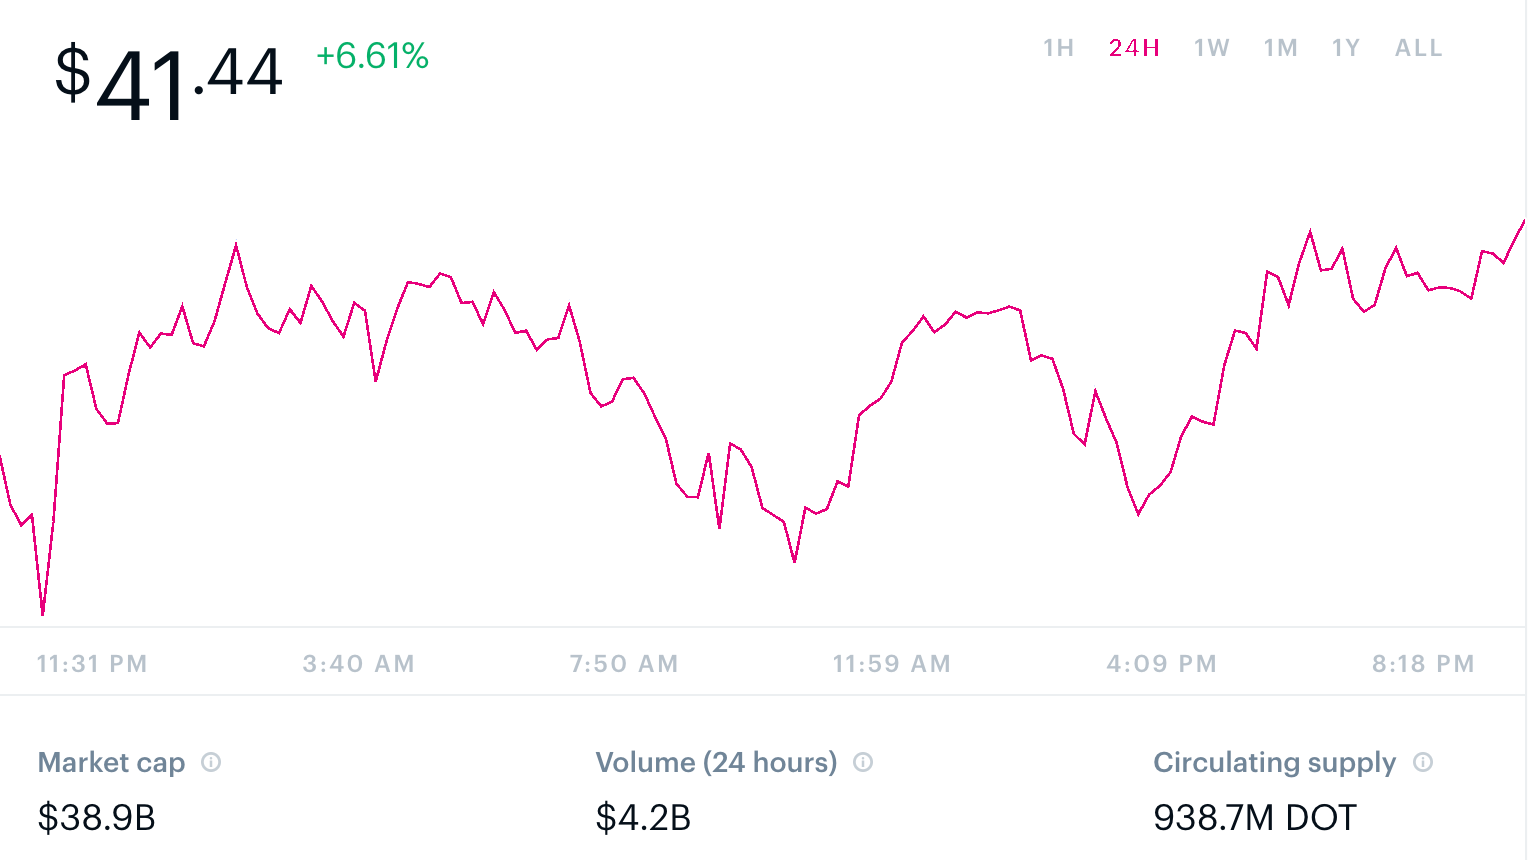 $41.44 +6.61% 1H 24H 1W 1M 1Y ALL
11:31 PM 3:40 AM 7:50 AM 11:59 AM 4:09 PM 8:18 PM
Market cap Volume (24 hours) Circulating supply
$38.9B $4.2B 938.7M DOT